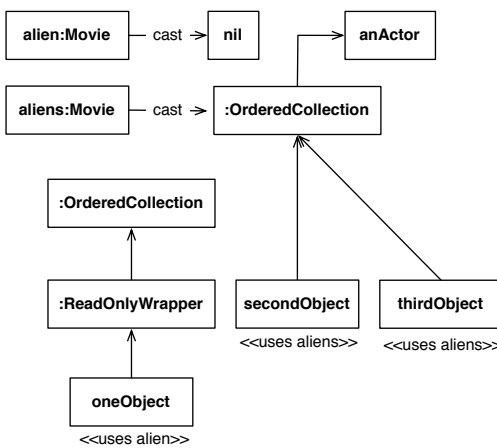 alien:Movie
cast
nil
anActor
aliens:Movie
cast
:OrderedCollection
:OrderedCollection
:ReadOnlyWrapper
secondObject
thirdObject
<<uses aliens>>
<<uses aliens>>
oneObject
<<uses alien>>